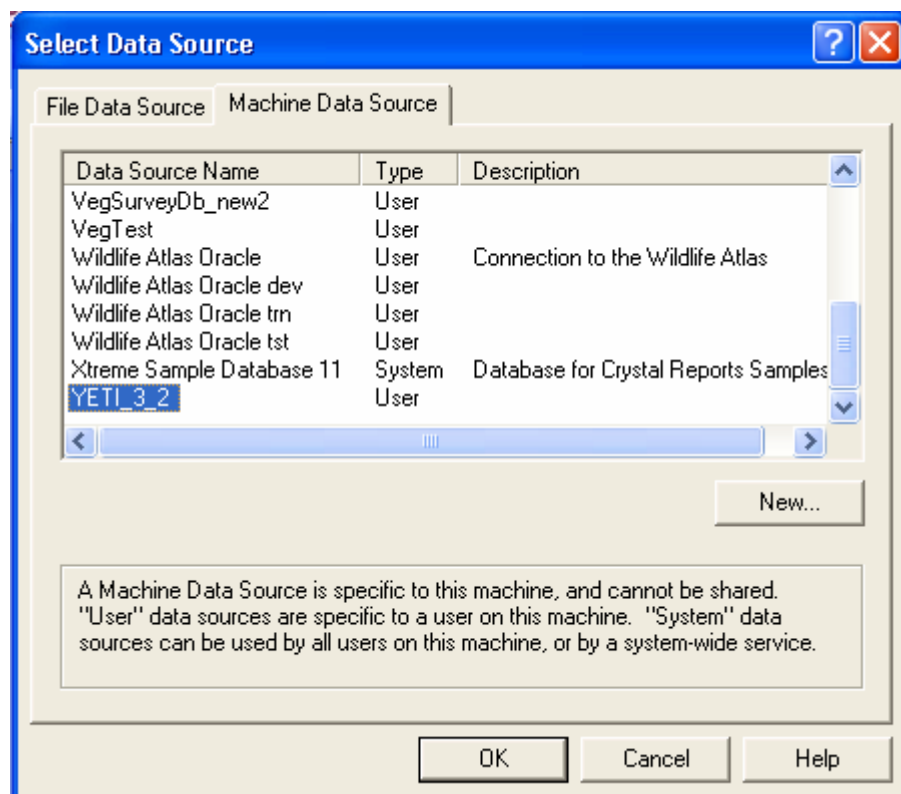 Select Data Source
File Data Source Machine Data Source
Data Source Name Type Description
VegSurveyDb_new2 User
VegTest User
Wildlife Atlas Oracle User Connection to the Wildlife Atlas
Wildlife Atlas Oracle dev User
Wildlife Atlas Oracle trn User
Wildlife Atlas Oracle tst User
Xtreme Sample Database 11 System Database for Crystal Reports Samples
YETI_3_2 User
New...
A Machine Data Source is specific to this machine, and cannot be shared.
"User" data sources are specific to a user on this machine. "System" data
sources can be used by all users on this machine, or by a system-wide service.
OK Cancel Help